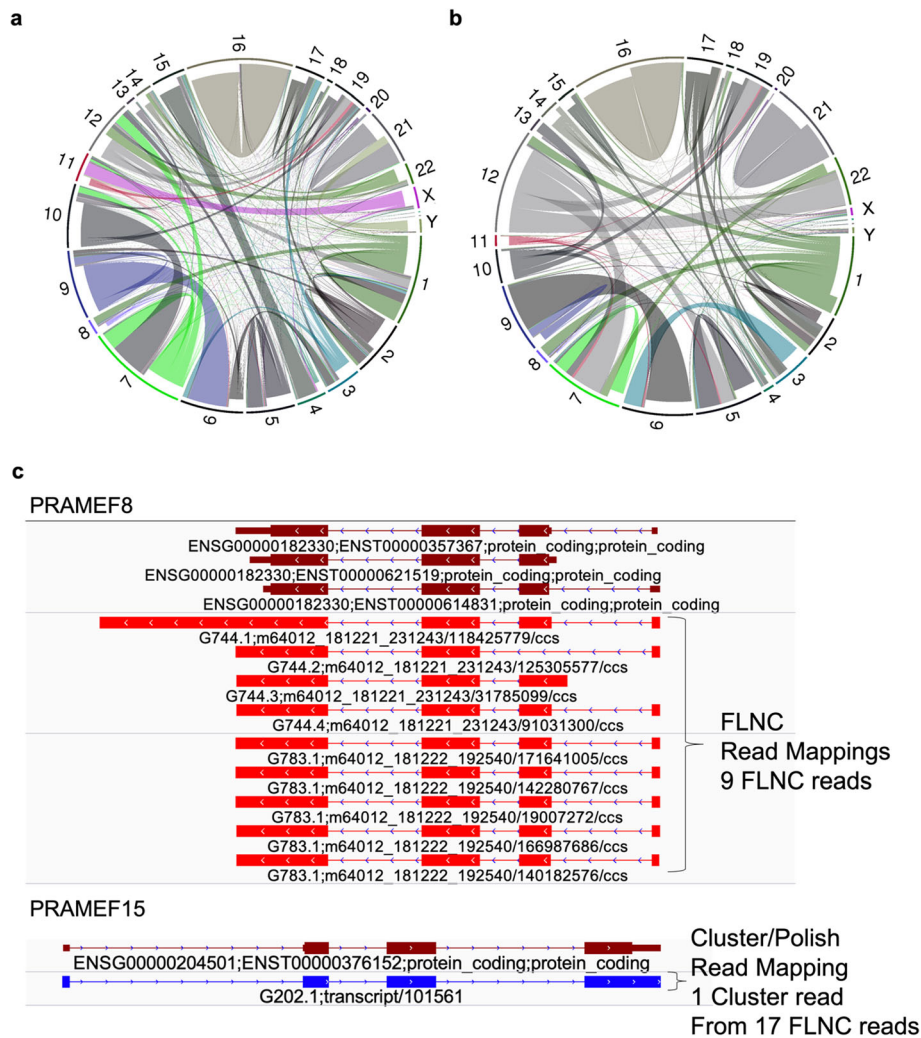 a
b
16
17
18
19
20
21
22
X
Y
1
2
3
4
5
6
7
8
9
10
11
12
13
14
15
16
17
18
19
20
21
22
X
Y
1
2
3
4
5
6
7
8
9
10
11
12
13
14
15
c
PRAMEF8
ENSG00000182330;ENST00000357367;protein_coding;protein_coding
ENSG00000182330;ENST00000621519;protein_coding;protein_coding
ENSG00000182330;ENST00000614831;protein_coding;protein_coding
G744.1;m64012_181221_231243/118425779/ccs
G744.2;m64012_181221_231243/125305577/ccs
G744.3;m64012_181221_231243/31785099/ccs
G744.4;m64012_181221_231243/91031300/ccs
G783.1;m64012_181222_192540/171641005/ccs
G783.1;m64012_181222_192540/142280767/ccs
G783.1;m64012_181222_192540/19007272/ccs
G783.1;m64012_181222_192540/166987686/ccs
G783.1;m64012_181222_192540/140182576/ccs
FLNC
Read Mappings
9 FLNC reads
PRAMEF15
ENSG00000204501;ENST00000376152;protein_coding;protein_coding
G202.1;transcript/101561
Cluster/Polish
Read Mapping
1 Cluster read
From 17 FLNC reads